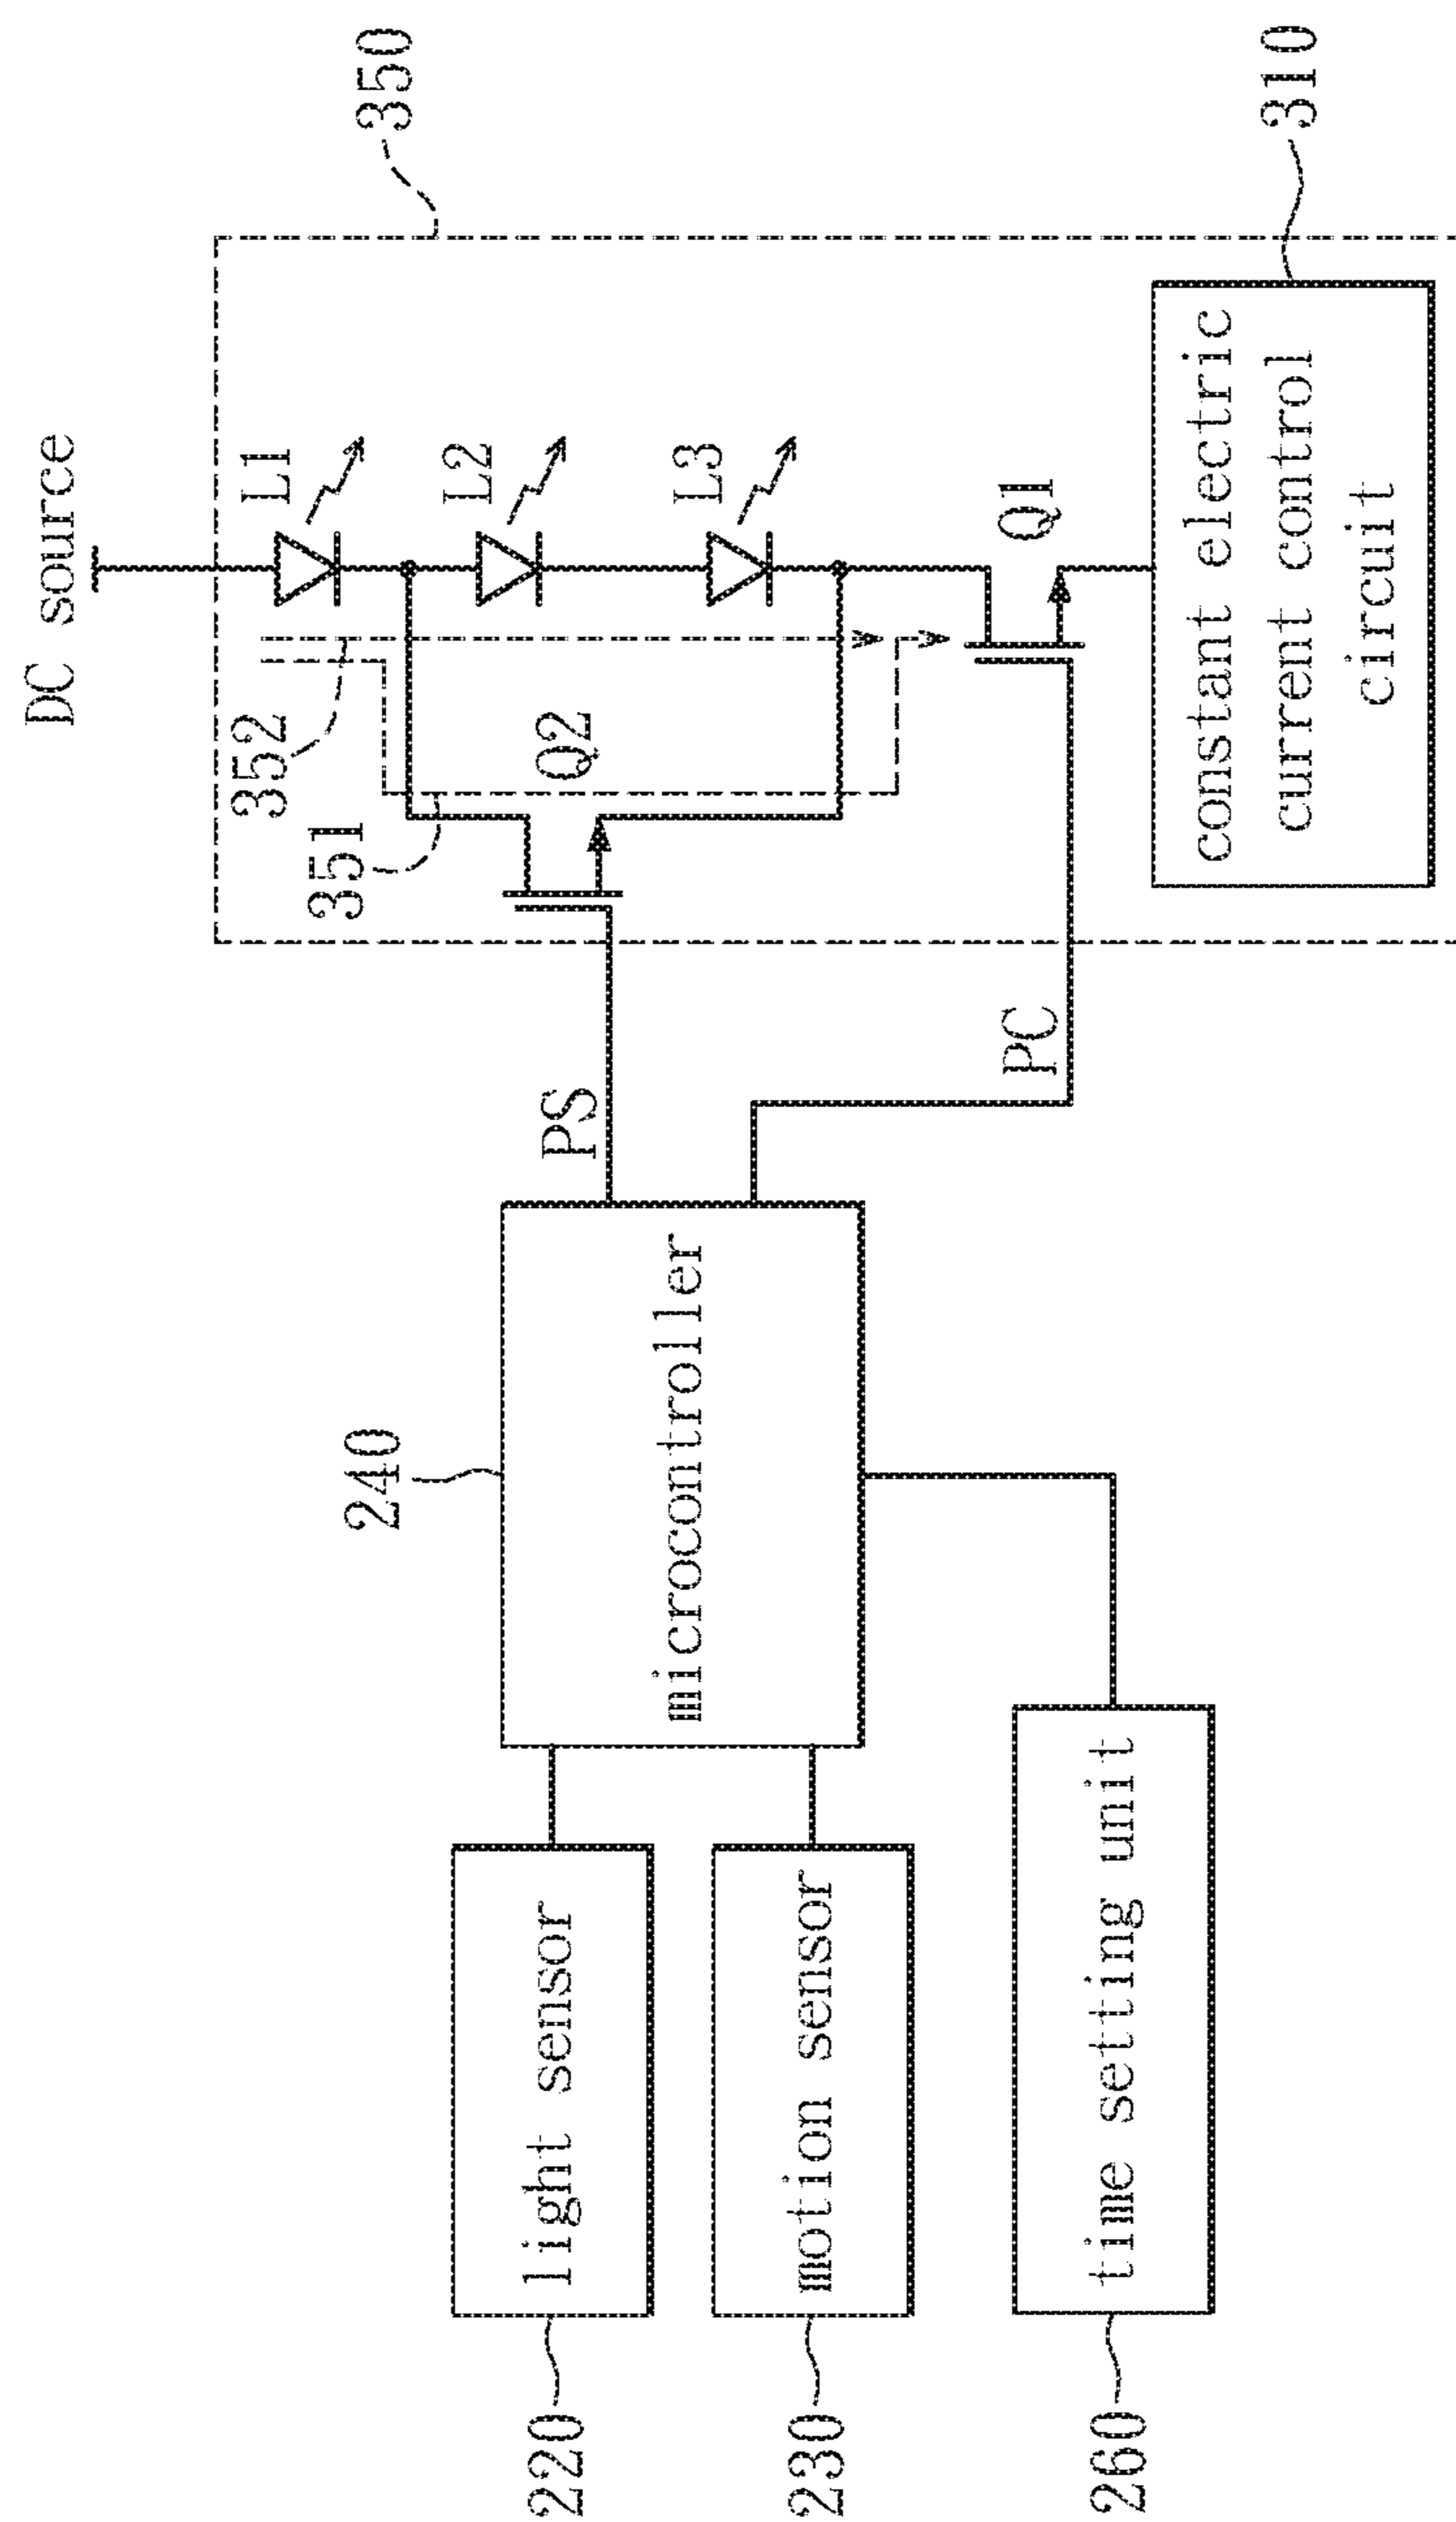 DC source
350
L1
352
L2
351
Q2
L3
Q1
310
constant electric
current control
circuit
PS
PC
240
microcontroller
light sensor
220
motion sensor
230
time setting unit
260